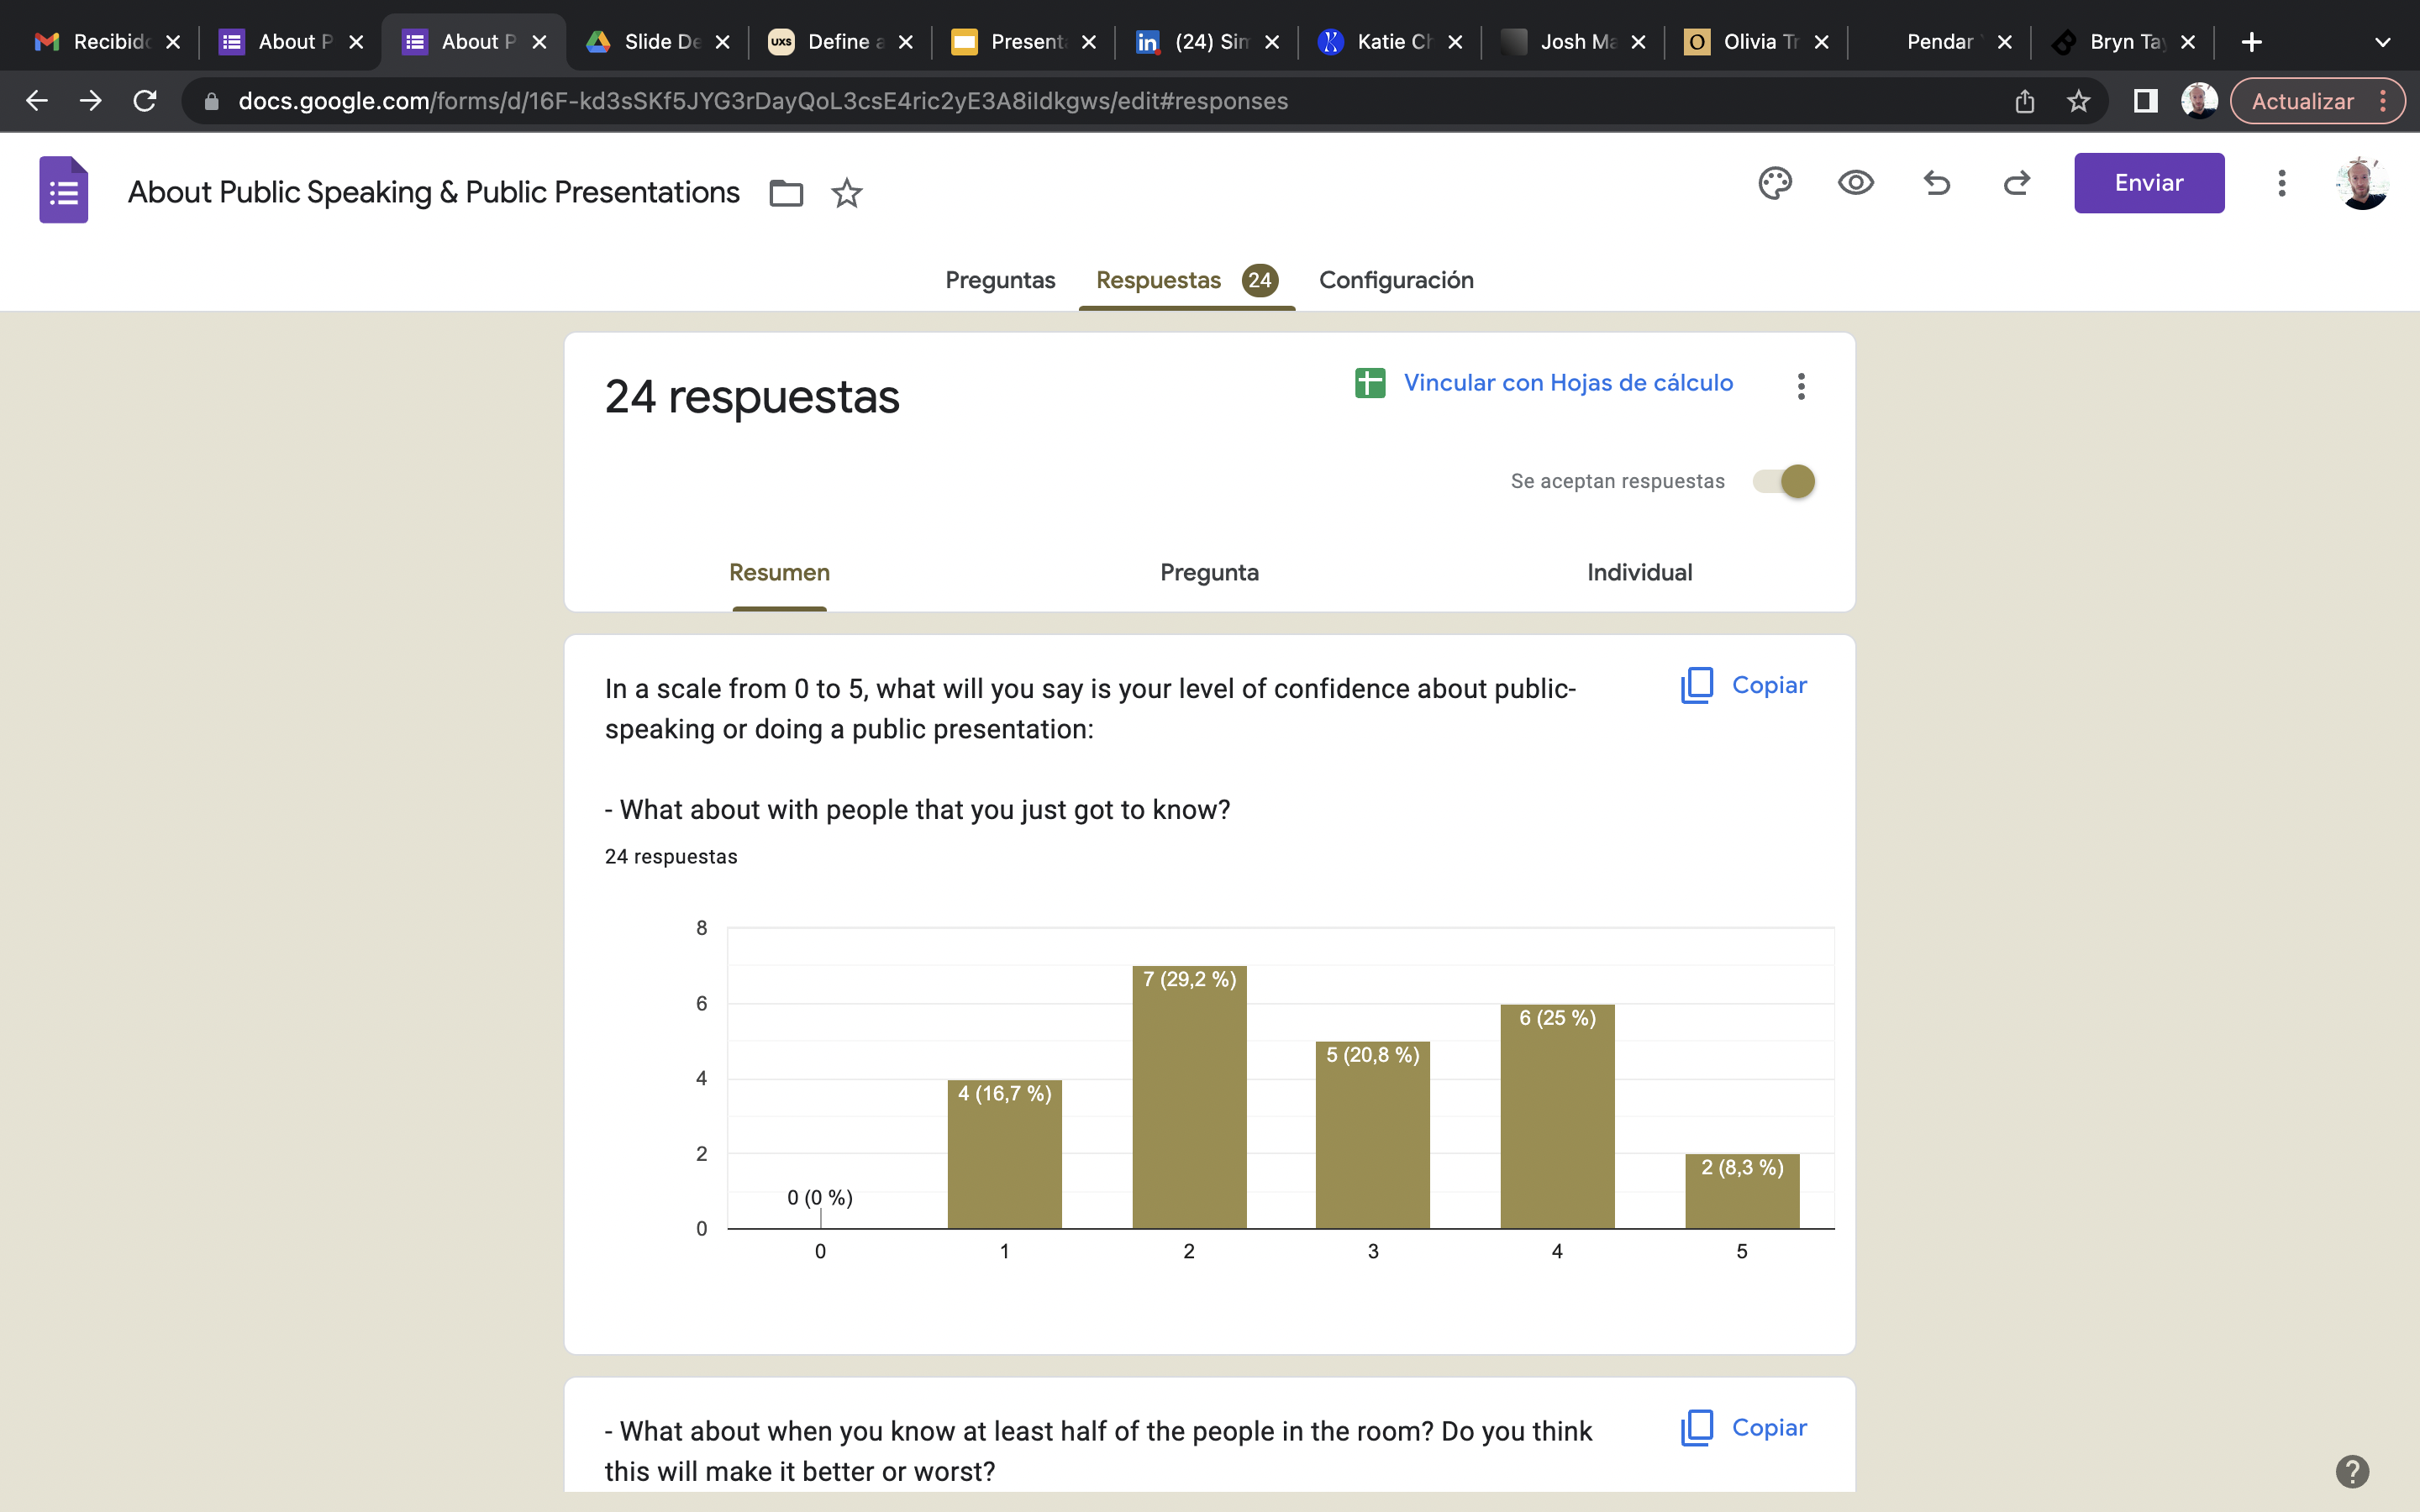 Recibid
About P
About P
Slide De
UXS
Define a
Present
in
(24) Sim
Katie Ch
Josh Ma
O
Olivia Tr
Pendar
Bryn Tay
docs.google.com/forms/d/16F-kd3sSKf5JYG3rDayQoL3csE4ric2yE3A8iIdkgws/edit#responses
Actualizar
About Public Speaking & Public Presentations
Enviar
Preguntas
Respuestas
24
Configuración
24 respuestas
Vincular con Hojas de cálculo
Se aceptan respuestas
Resumen
Pregunta
Individual
In a scale from 0 to 5, what will you say is your level of confidence about public-
speaking or doing a public presentation:
Copiar
- What about with people that you just got to know?
24 respuestas
8
6
4
2
0
0 (0 %)
4 (16,7 %)
7 (29,2 %)
5 (20,8 %)
6 (25 %)
2 (8,3 %)
0
1
2
3
4
5
- What about when you know at least half of the people in the room? Do you think
this will make it better or worst?
Copiar